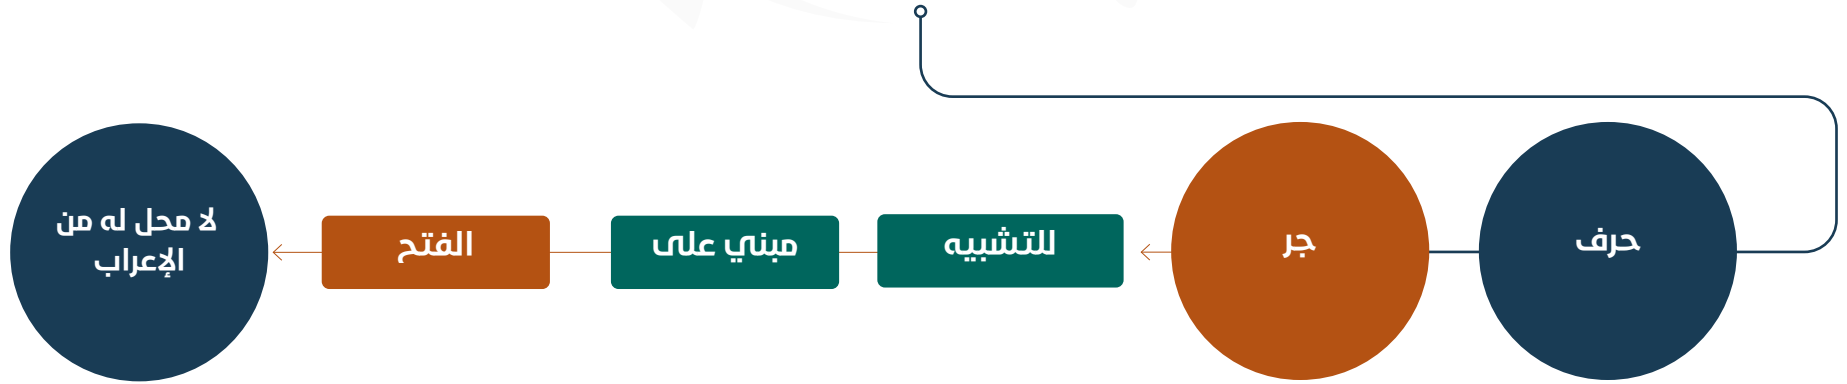 حرف
جر
للتشبيه
مبني على
الفتح
لا محل له من
الإعراب